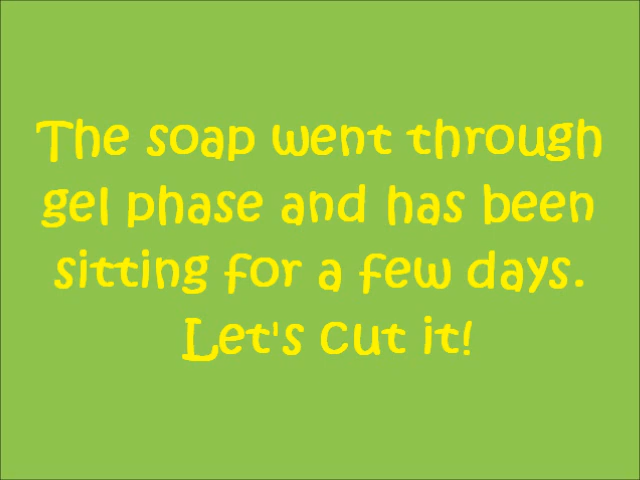 The soap went through
gel phase and has been
sitting for a few days.
Let's cut it!